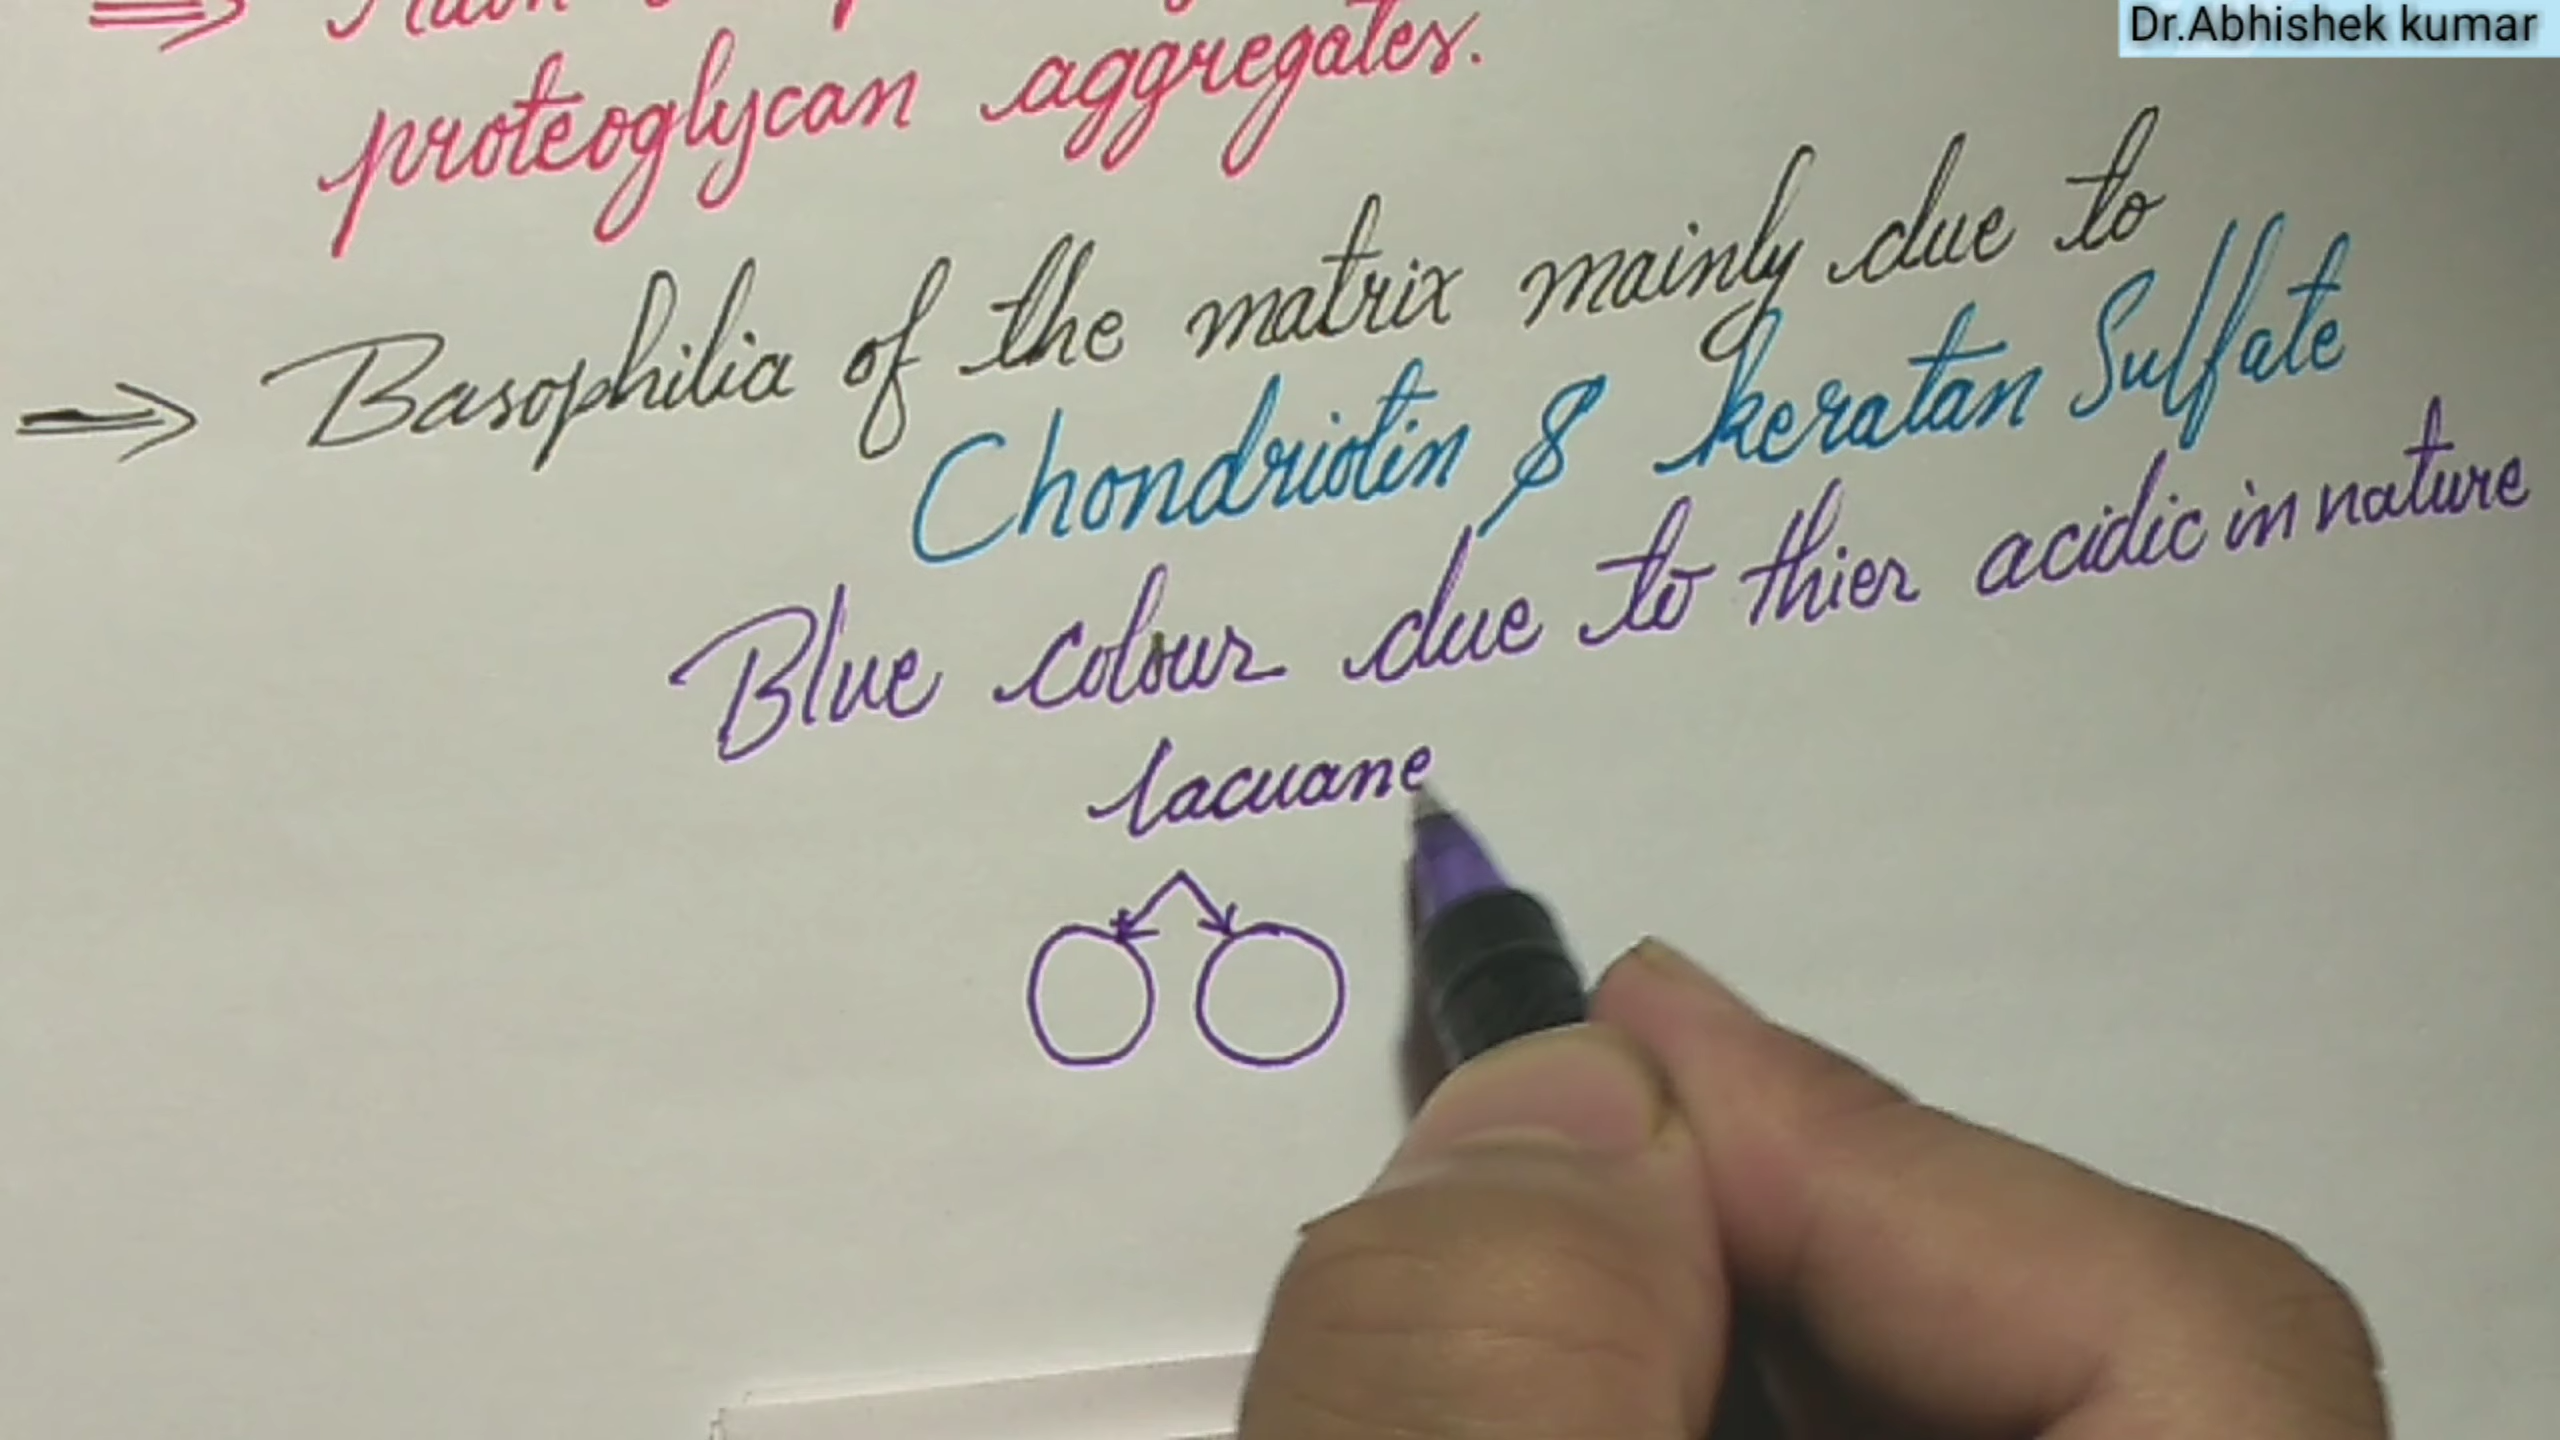 Dr.Abhishek kumar
proteoglycan aggregates.
⇒ Basophilia of the matrix mainly due to
Chondriotin & keratan Sulfate
Blue colour due to thier acidic in nature
lacuane